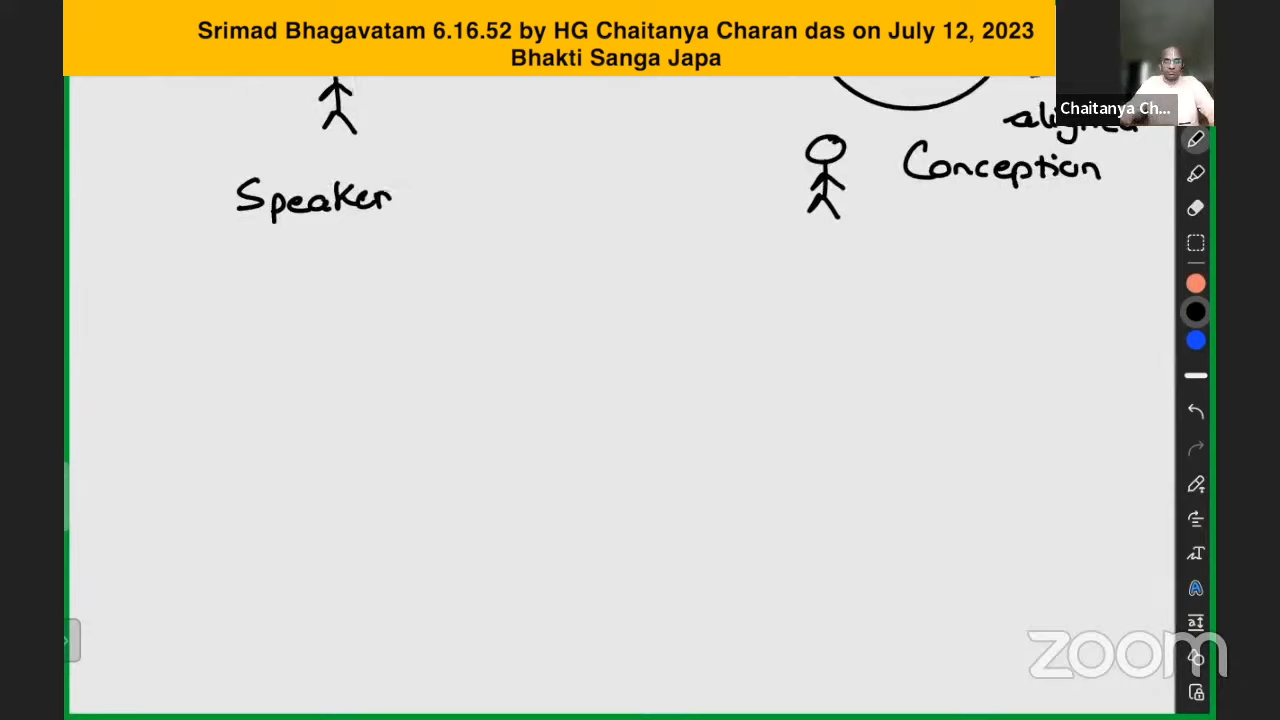 Srimad Bhagavatam 6.16.52 by HG Chaitanya Charan das on July 12, 2023
Bhakti Sanga Japa
Chaitanya Ch...
aligned
Conception
Speaker
zoom